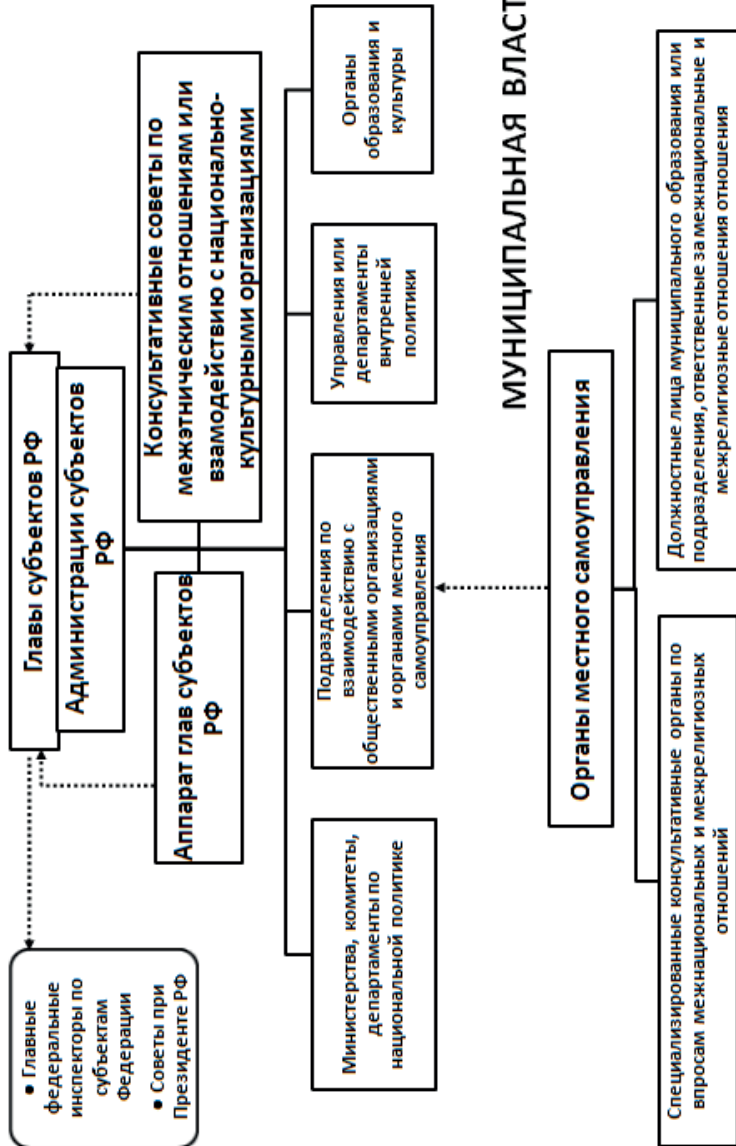 Главы субъектов РФ
Администрации субъектов
РФ
• Главные
федеральные
инспекторы по
субъектам
Федерации
• Советы при
Президенте РФ
Аппарат глав субъектов
РФ
Консультативные советы по
межэтническим отношениям или
взамодействию с национально-
культурными организациями
Министерства, комитеты,
департаменты по
национальной политике
Подразделения по
взаимодействию с
общественными организациями
и органами местного
самоуправления
Управления или
департаменты
внутренней
политики
Органы
образования и
культуры
МУНИЦИПАЛЬНАЯ ВЛАСТ
Органы местного самоуправления
Специализированные консультативные органы по
впросам межнациональных и межрелигиозных
отношений
Должностные лица муниципального образования или
подразделения, ответственные за межнациональные и
межрелигиозные отношения отношения